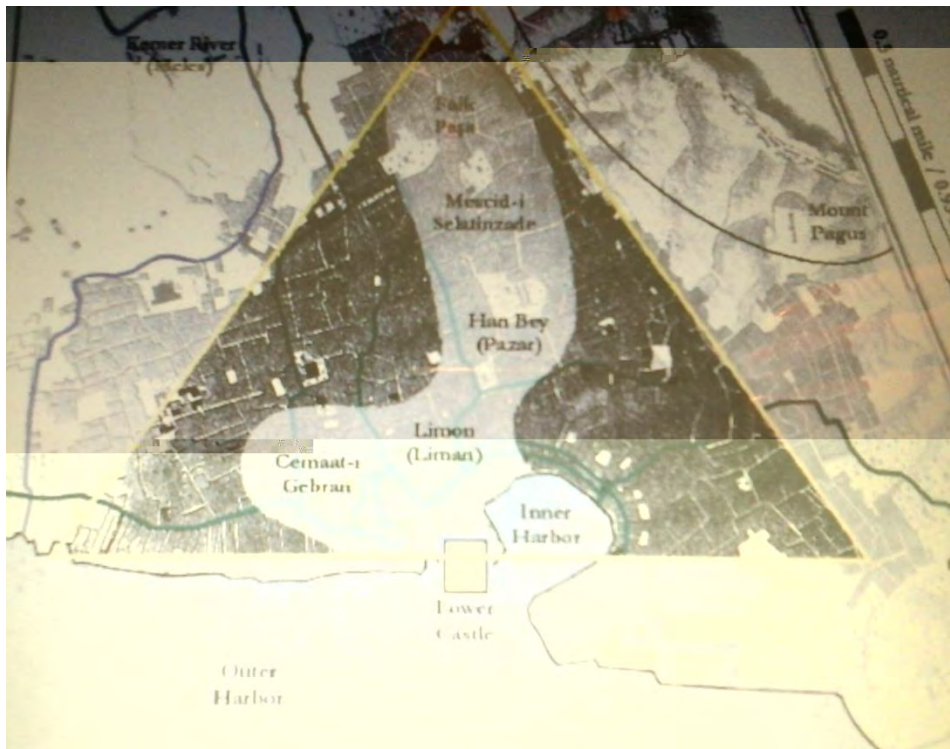 Kemer River
(Meles)
0.5 nautical mile /
Faik
Paşa
Mescid-i
Selatinzade
Mount
Pagus
Han Bey
(Pazar)
Limon
(Liman)
Cemaat-ı
Gebran
Inner
Harbor
Lower
Castle
Outer
Harbor